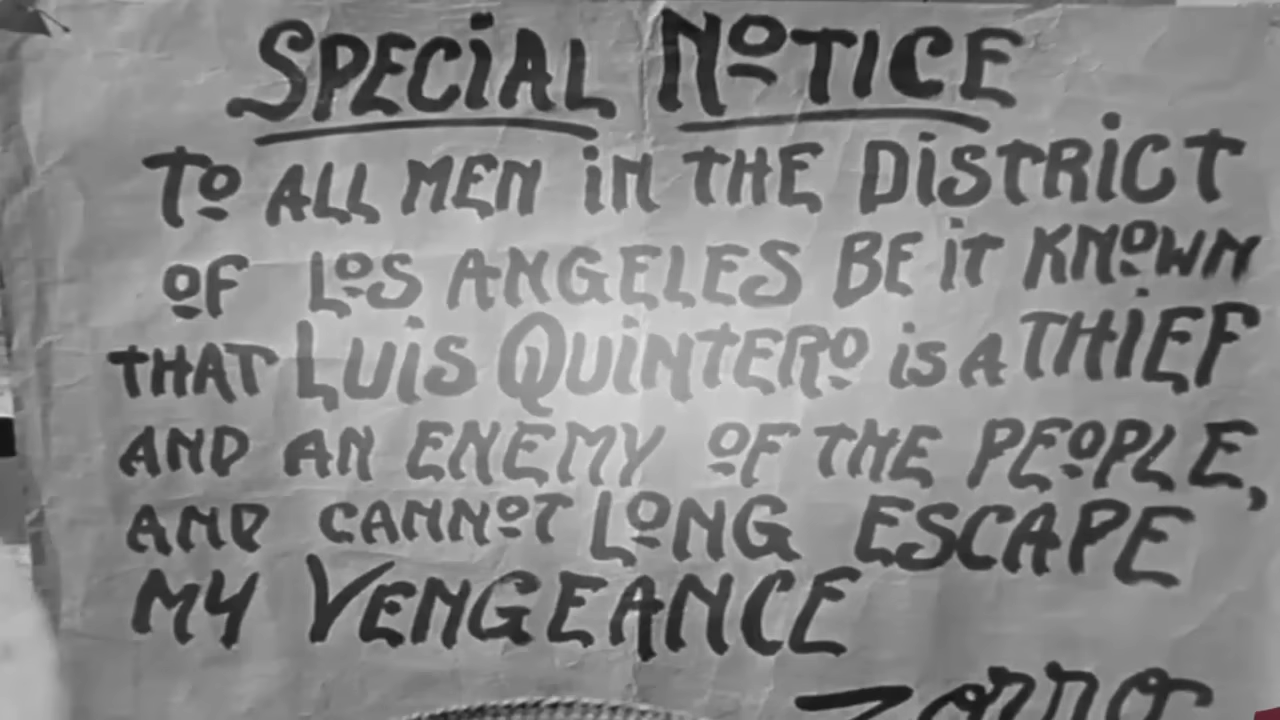 SPECIAL NOTICE
TO ALL MEN IN THE DISTRICT
OF LOS ANGELES BE IT KNOWN
THAT LUIS QUINTERO IS A THIEF
AND AN ENEMY OF THE PEOPLE,
AND CANNOT LONG ESCAPE
MY VENGEANCE
Zorro